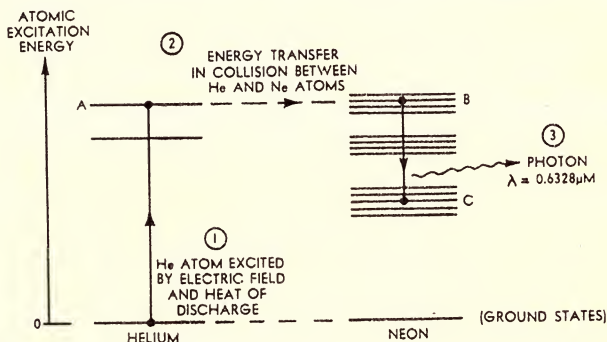 ATOMIC
EXCITATION
ENERGY
②
ENERGY TRANSFER
IN COLLISION BETWEEN
He AND Ne ATOMS
A
B
③
PHOTON
λ = 0.6328μM
C
①
He ATOM EXCITED
BY ELECTRIC FIELD
AND HEAT OF
DISCHARGE
0
(GROUND STATES)
HELIUM
NEON